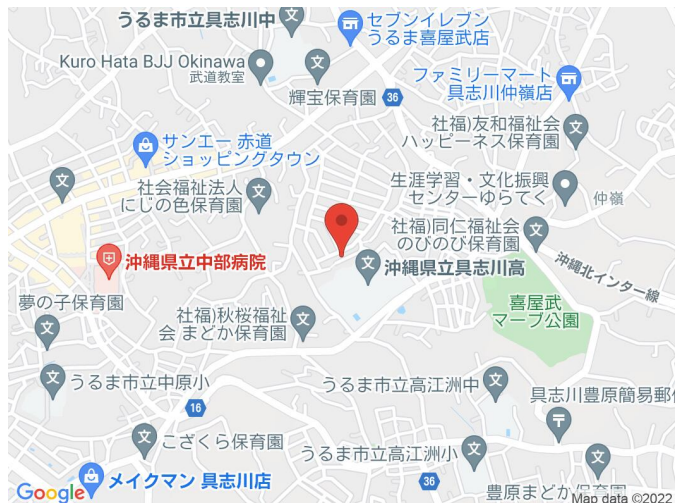 うるま市立具志川中
セブンイレブン
うるま喜屋武店
Kuro Hata BJJ Okinawa
武道教室
輝宝保育園
36
ファミリーマート
具志川仲嶺店
サンエー 赤道
ショッピングタウン
社福)友和福祉会
ハッピーネス保育園
社会福祉法人
にじの色保育園
生涯学習・文化振興
センターゆらてく
仲嶺
社福)同仁福祉会
のびのび保育園
沖縄県立中部病院
沖縄県立具志川高
沖縄北インター線
夢の子保育園
社福)秋桜福祉
会 まどか保育園
喜屋武
マーブ公園
うるま市立中原小
うるま市立高江洲中
具志川豊原簡易郵
16
こざくら保育園
うるま市立高江洲小
36
豊原まどか保育園
メイクマン 具志川店
Google
Map data ©2022